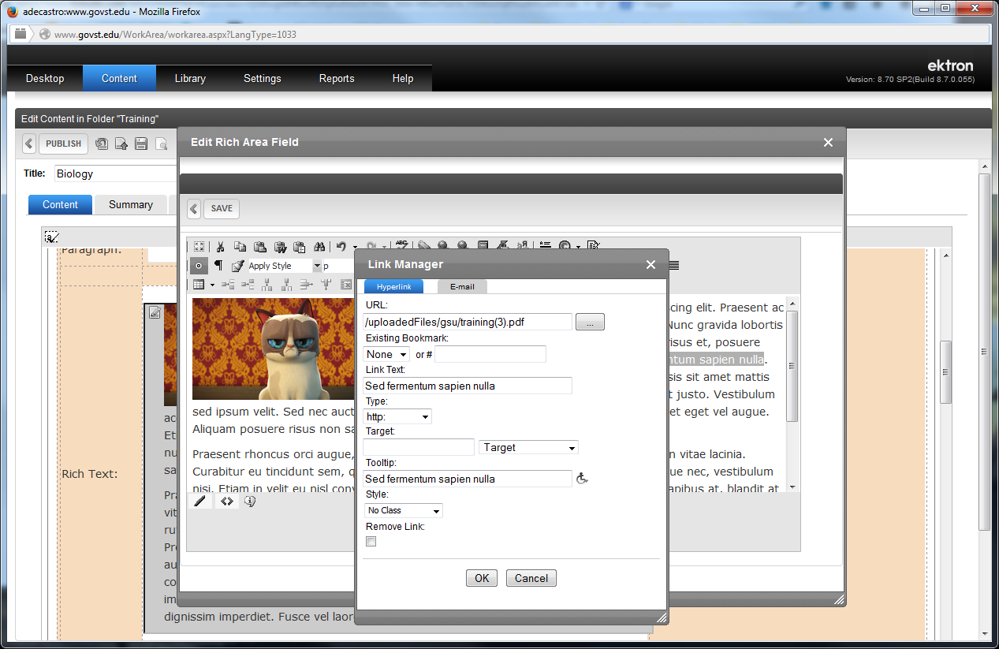 adecastro:www.govst.edu - Mozilla Firefox
www.govst.edu/WorkArea/workarea.aspx?LangType=1033
Desktop
Content
Library
Settings
Reports
Help
ektron
Version: 8.70 SP2(Build 8.7.0.055)
Edit Content in Folder "Training"
PUBLISH
Title:
Biology
Content
Summary
Paragraph:
Rich Text:
ac
Et
nu
sa
Pra
vit
ru
Pro
au
co
im
dignissim imperdiet. Fusce vel laor
Edit Rich Area Field
SAVE
ABC
Apply Style
p
scing elit. Praesent ac
Nunc gravida lobortis
risus et, posuere
ntum sapien nulla.
sis sit amet mattis
t justo. Vestibulum
sed ipsum velit. Sed nec auct
et eget vel augue.
Aliquam posuere risus non sa
Praesent rhoncus orci augue,
n vitae lacinia.
Curabitur eu tincidunt sem, q
ue nec, vestibulum
nisi. Etiam in velit eu nisl conv
dapibus at, blandit at
Link Manager
Hyperlink
E-mail
URL:
/uploadedFiles/gsu/training(3).pdf
...
Existing Bookmark:
None
or #
Link Text:
Sed fermentum sapien nulla
Type:
http:
Target:
Target
Tooltip:
Sed fermentum sapien nulla
Style:
No Class
Remove Link:
OK
Cancel